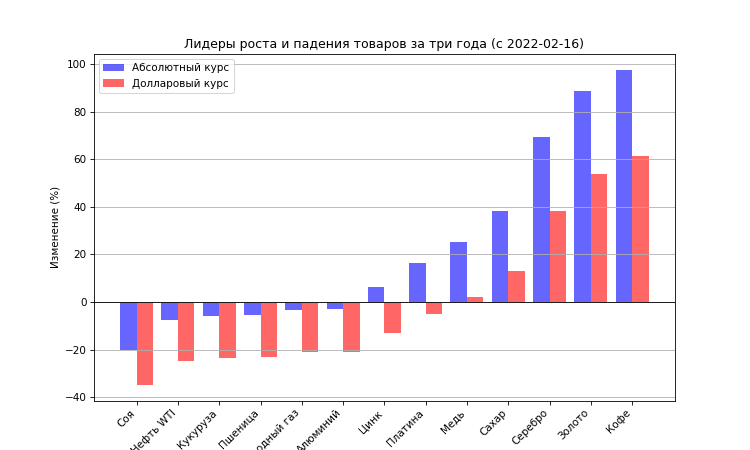 Лидеры роста и падения товаров за три года (с 2022-02-16)
Абсолютный курс
Долларовый курс
Изменение (%)
100
80
60
40
20
0
−20
−40
Соя
Нефть WTI
Кукуруза
Пшеница
одный газ
Алюминий
Цинк
Платина
Медь
Сахар
Серебро
Золото
Кофе